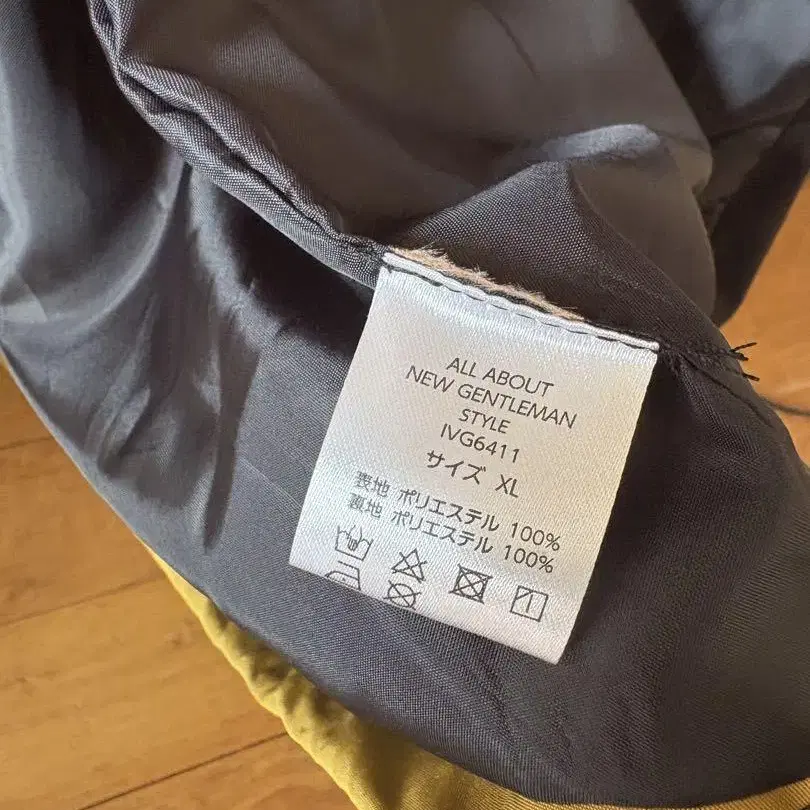 ALL ABOUT
NEW GENTLEMAN
STYLE
IVG6411
サイズ XL
表地 ポリエステル 100%
裏地 ポリエステル 100%